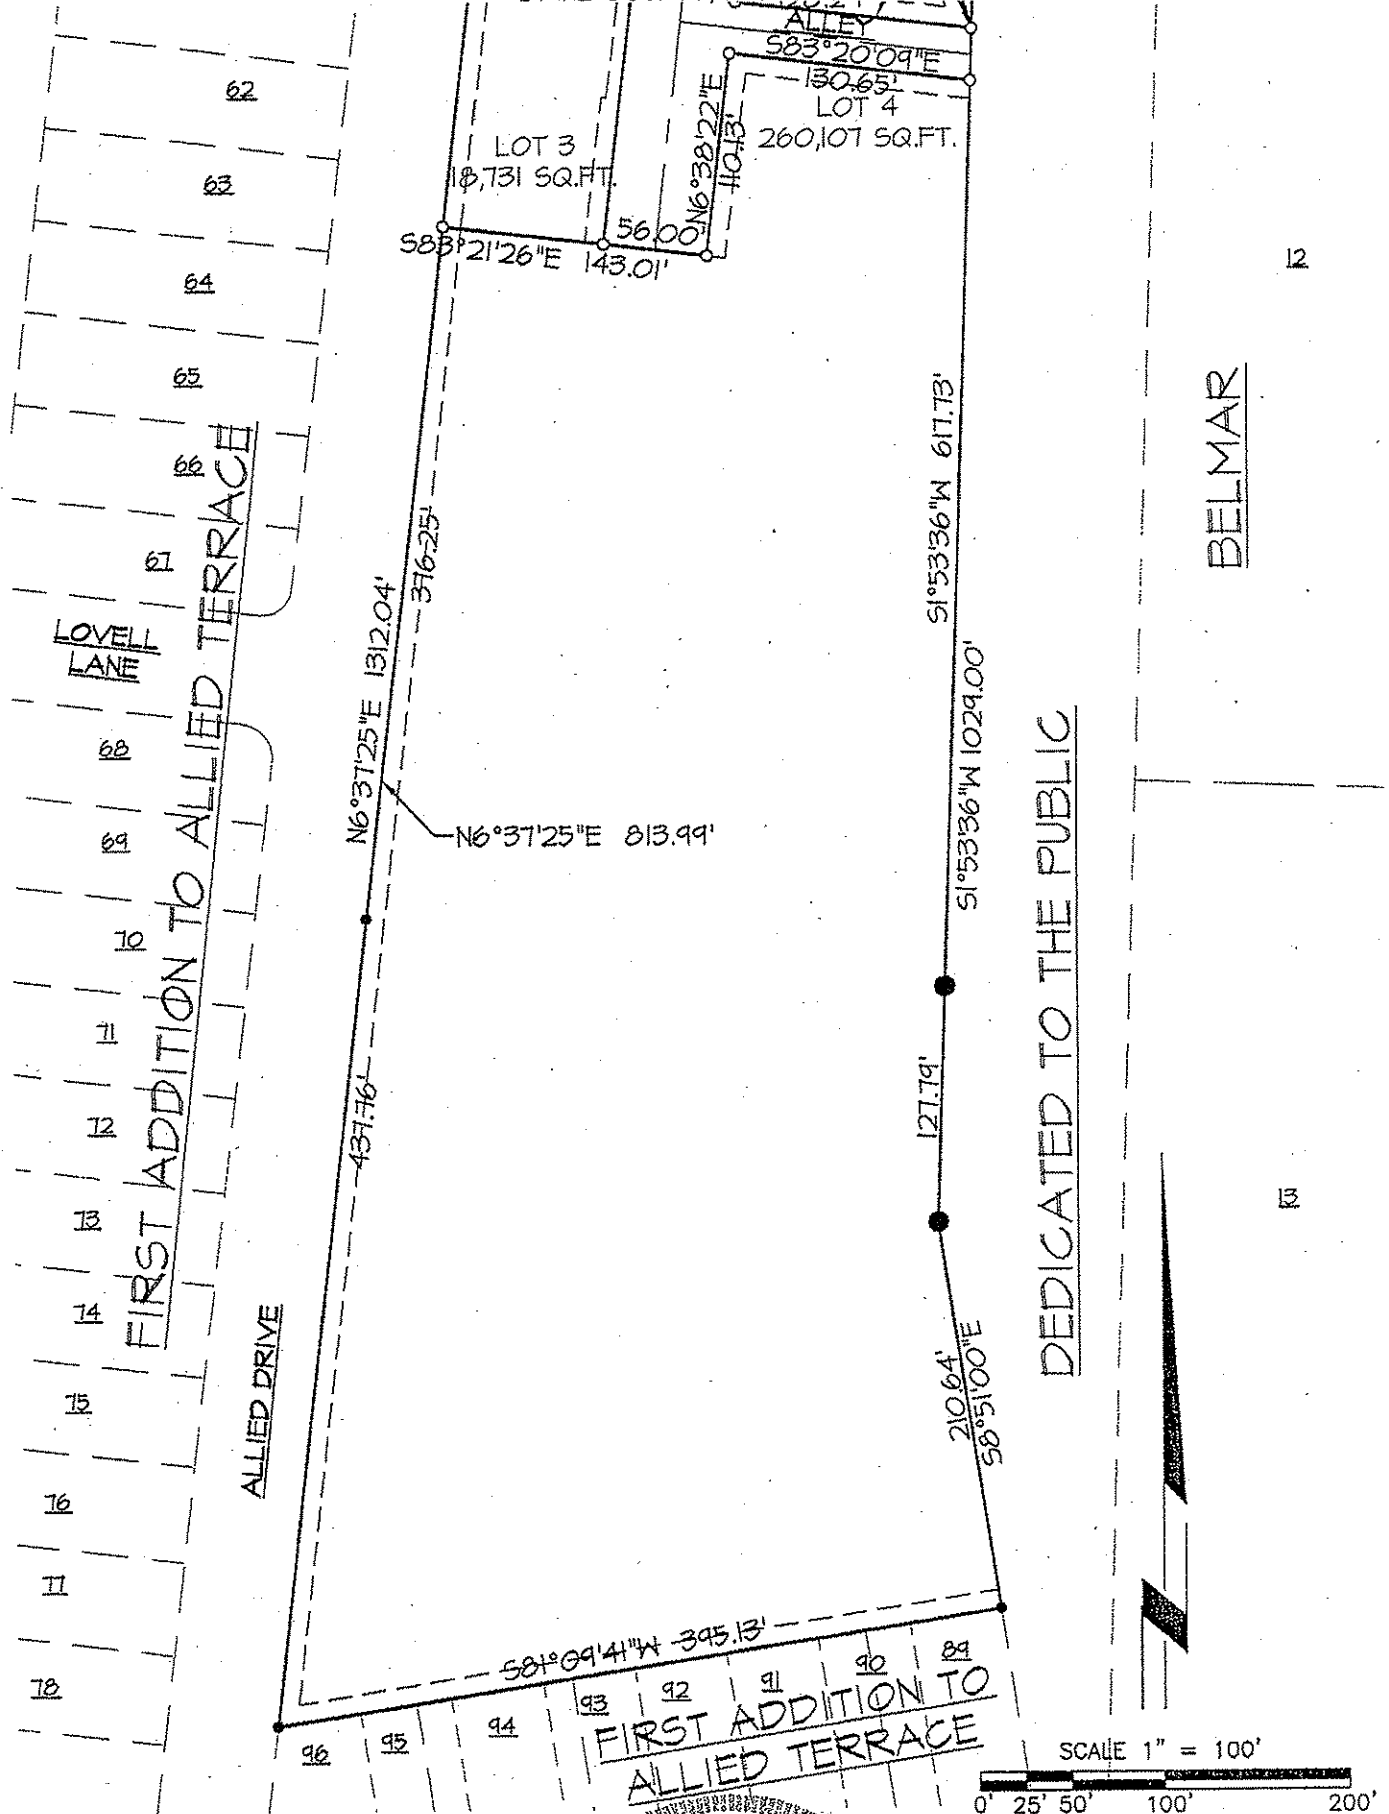 ALLEY
S83°20'09"E
130.65'
LOT 4
260,107 SQ.FT.
N6°38'22"E
110.13'
LOT 3
18,731 SQ.FT.
56.00'
S83°21'26"E 143.01'
62
63
64
65
66
67
LOVELL
LANE
68
69
70
71
72
73
74
75
76
77
78
FIRST ADDITION TO ALLIED TERRACE
ALLIED DRIVE
N6°37'25"E 1312.04'
376.25'
N6°37'25"E 813.99'
437.76'
S1°53'36"W 617.73'
S1°53'36"W 1029.00'
127.79'
210.64'
S8°51'00"E
12
BELMAR
DEDICATED TO THE PUBLIC
13
S81°09'41"W 395.13'
89
90
91
92
93
94
95
96
FIRST ADDITION TO
ALLIED TERRACE
SCALE 1" = 100'
0' 25' 50' 100' 200'